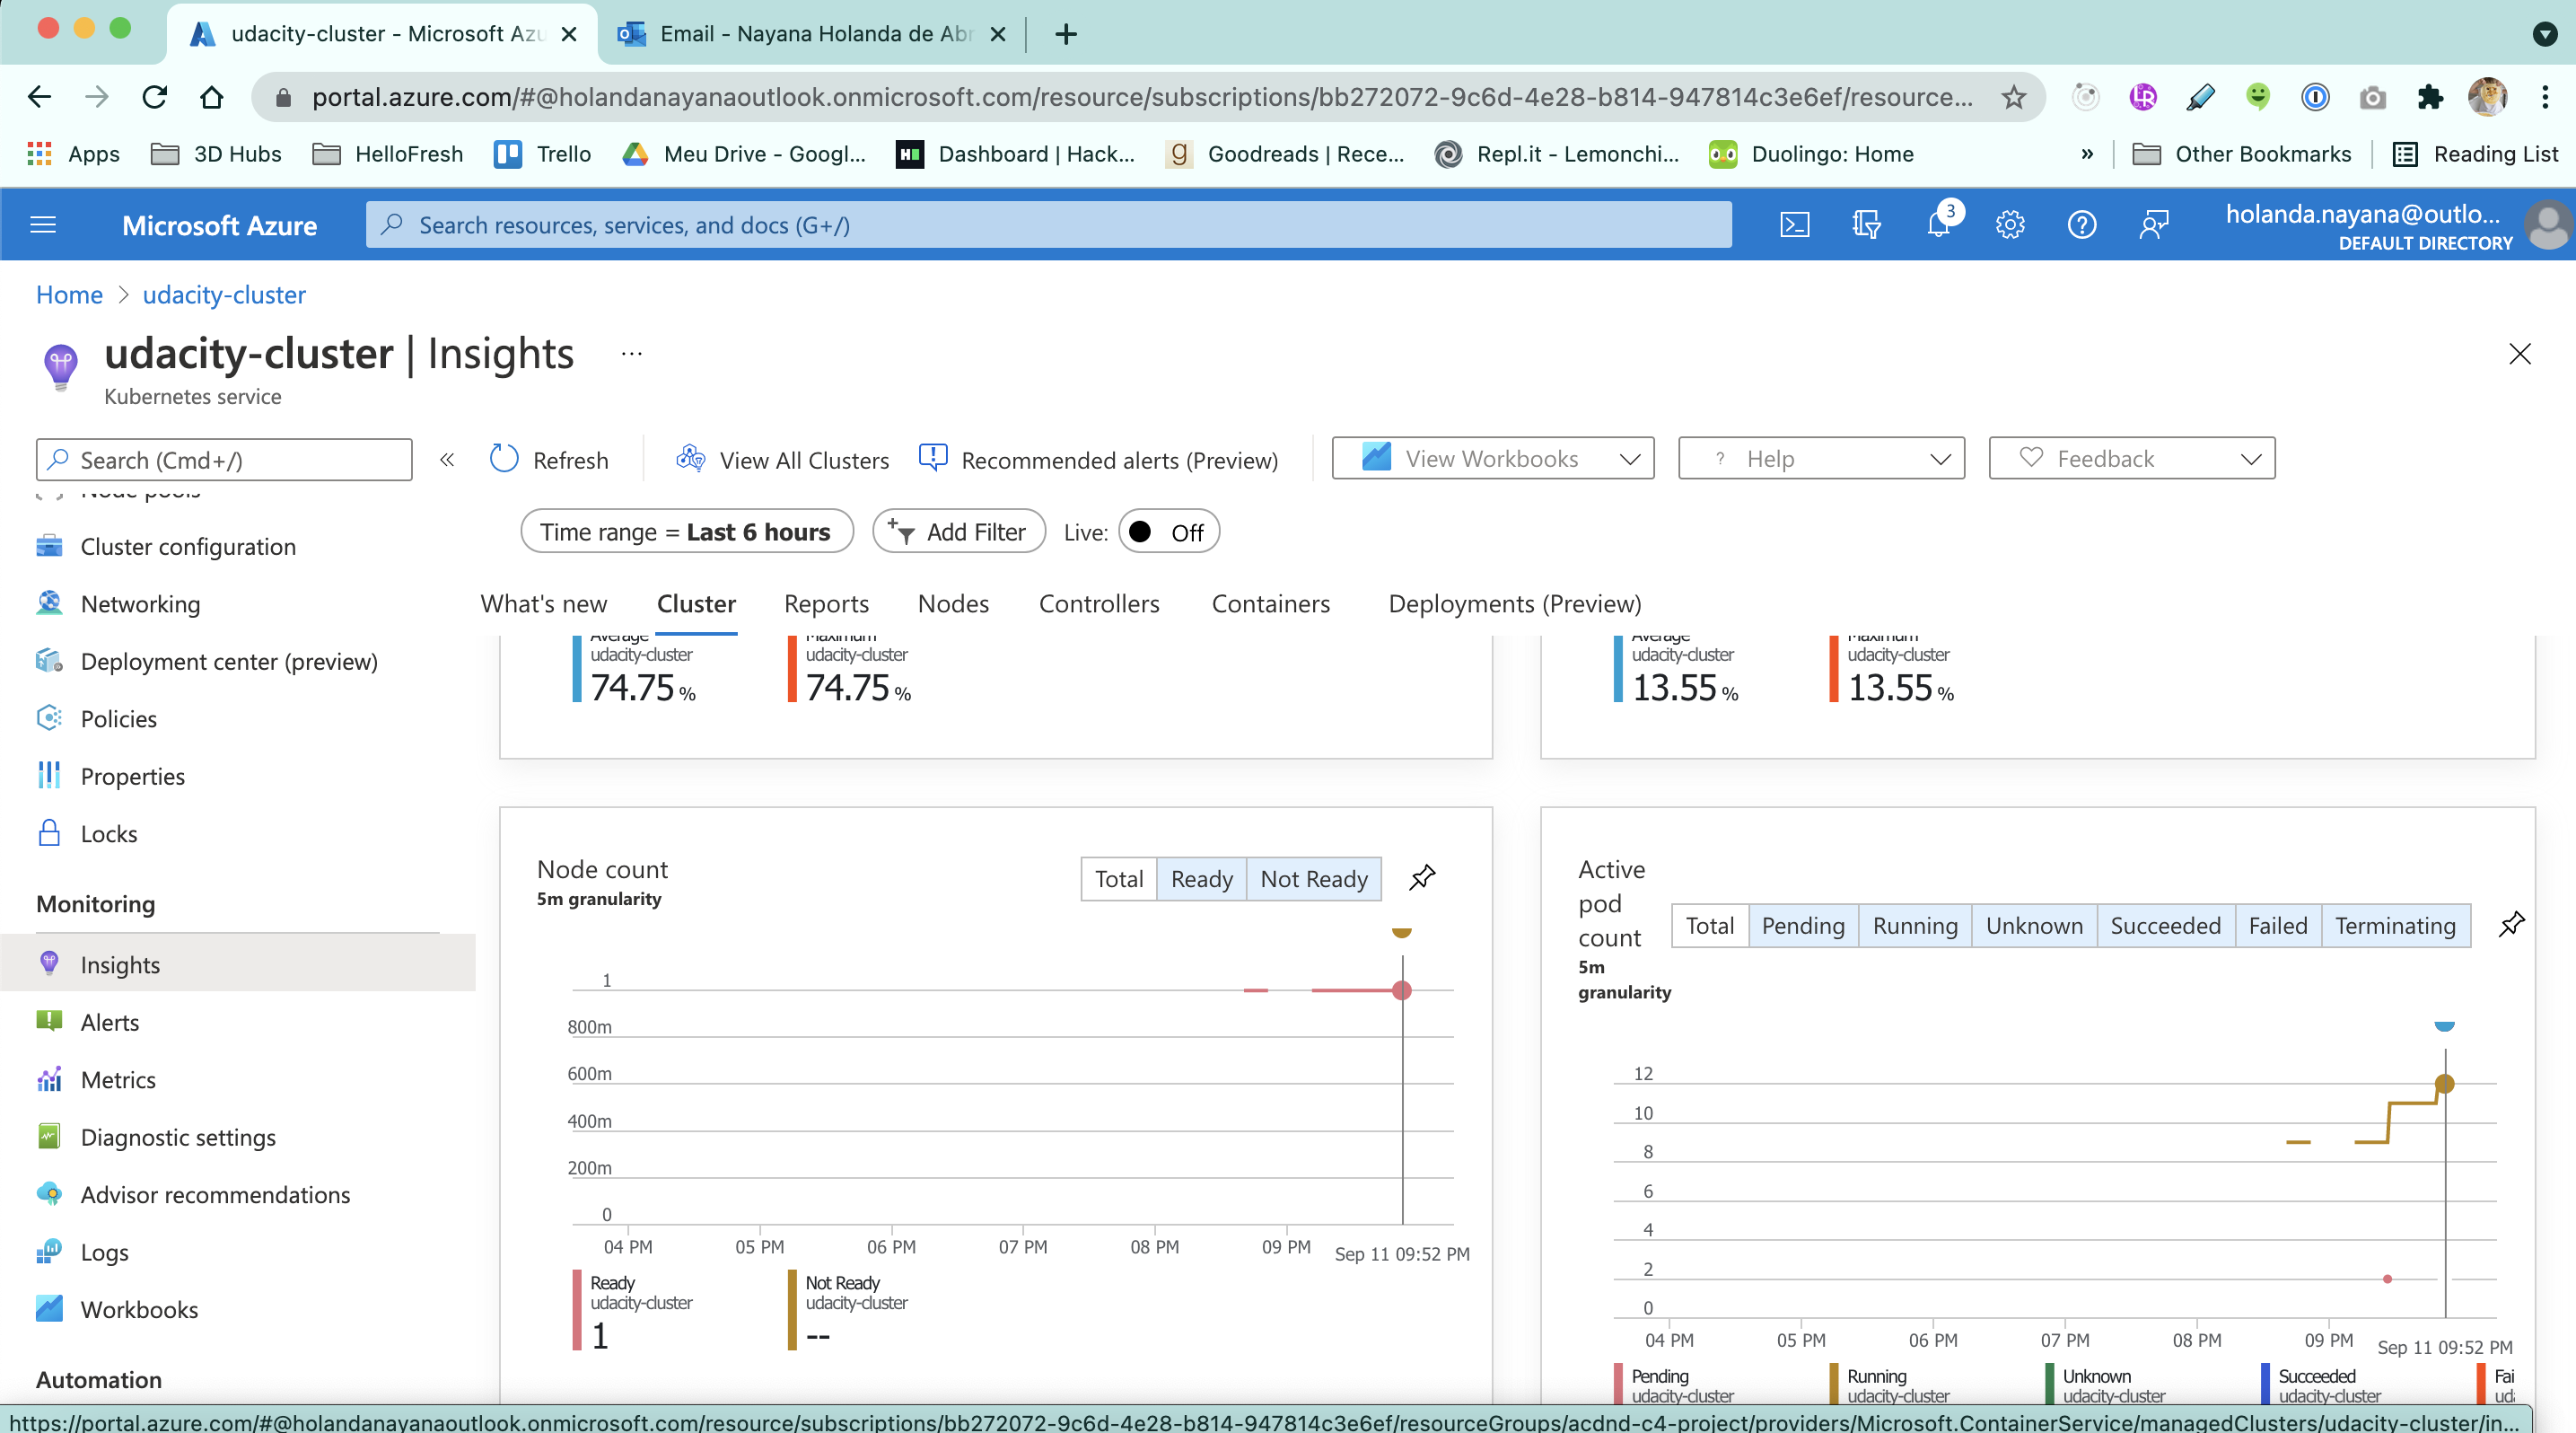 udacity-cluster - Microsoft Azu
Email - Nayana Holanda de Abr
portal.azure.com/#@holandanayanaoutlook.onmicrosoft.com/resource/subscriptions/bb272072-9c6d-4e28-b814-947814c3e6ef/resource...
Apps
3D Hubs
HelloFresh
Trello
Meu Drive - Googl...
Dashboard | Hack...
Goodreads | Rece...
Repl.it - Lemonchi...
Duolingo: Home
»
Other Bookmarks
Reading List
Microsoft Azure
Search resources, services, and docs (G+/)
3
holanda.nayana@outlo...
DEFAULT DIRECTORY
Home > udacity-cluster
udacity-cluster | Insights ...
Kubernetes service
Search (Cmd+/)
«
Refresh
View All Clusters
Recommended alerts (Preview)
View Workbooks
? Help
Feedback
Time range = Last 6 hours
Add Filter
Live: Off
What's new
Cluster
Reports
Nodes
Controllers
Containers
Deployments (Preview)
Node pools
Cluster configuration
Networking
Deployment center (preview)
Policies
Properties
Locks
Monitoring
Insights
Alerts
Metrics
Diagnostic settings
Advisor recommendations
Logs
Workbooks
Automation
Average
udacity-cluster
74.75 %
Maximum
udacity-cluster
74.75 %
Average
udacity-cluster
13.55 %
Maximum
udacity-cluster
13.55 %
Node count
5m granularity
Total
Ready
Not Ready
1
800m
600m
400m
200m
0
04 PM
05 PM
06 PM
07 PM
08 PM
09 PM
Sep 11 09:52 PM
Ready
udacity-cluster
1
Not Ready
udacity-cluster
--
Active
pod
count
5m
granularity
Total
Pending
Running
Unknown
Succeeded
Failed
Terminating
12
10
8
6
4
2
0
04 PM
05 PM
06 PM
07 PM
08 PM
09 PM
Sep 11 09:52 PM
Pending
udacity-cluster
Running
udacity-cluster
Unknown
udacity-cluster
Succeeded
udacity-cluster
Fai
uda
https://portal.azure.com/#@holandanayanaoutlook.onmicrosoft.com/resource/subscriptions/bb272072-9c6d-4e28-b814-947814c3e6ef/resourceGroups/acdnd-c4-project/providers/Microsoft.ContainerService/managedClusters/udacity-cluster/in...